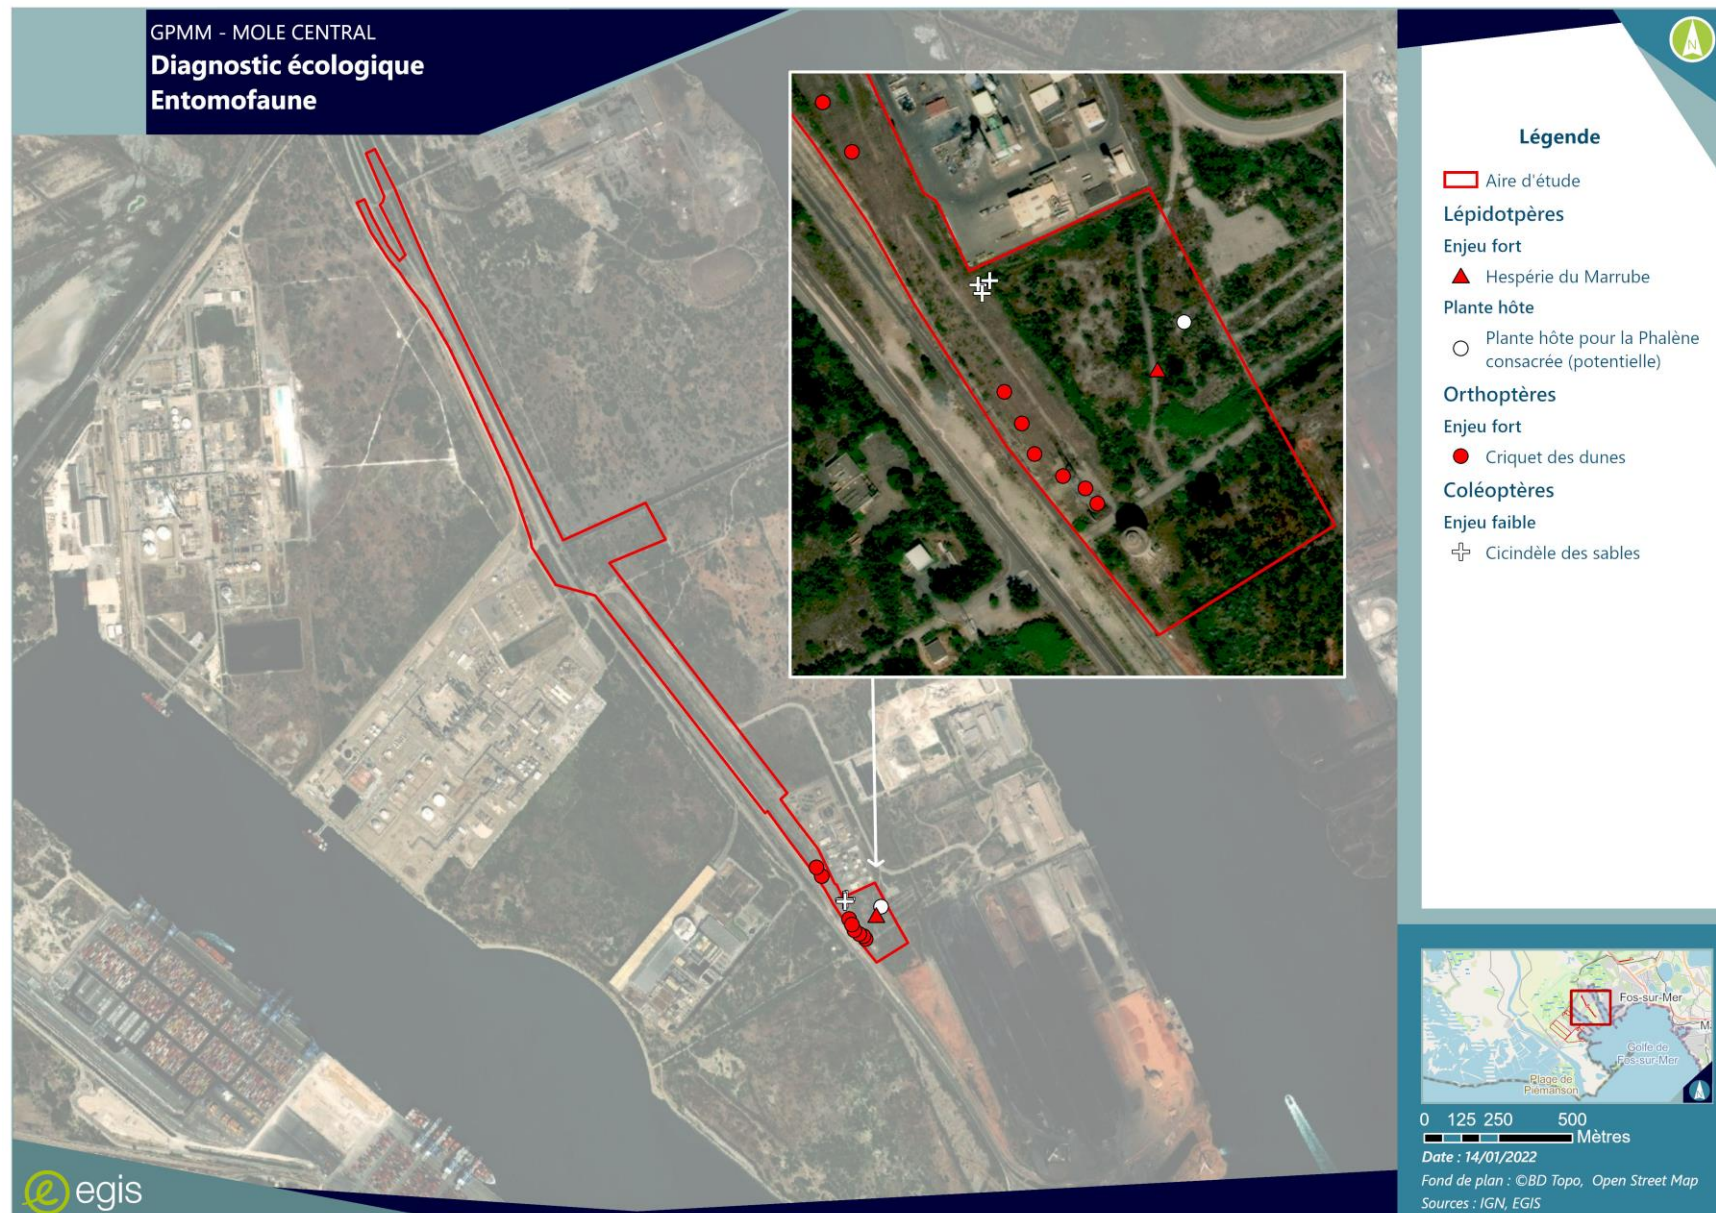 GPMM - MOLE CENTRAL
Diagnostic écologique
Entomofaune
N
Légende
Aire d'étude
Lépidotpères
Enjeu fort
Hespérie du Marrube
Plante hôte
Plante hôte pour la Phalène
consacrée (potentielle)
Orthoptères
Enjeu fort
Criquet des dunes
Coléoptères
Enjeu faible
Cicindèle des sables
Fos-sur-Mer
M
Golfe de
Fos-sur-Mer
Plage de
Piémanson
0 125 250 500
Mètres
Date : 14/01/2022
Fond de plan : ©BD Topo, Open Street Map
Sources : IGN, EGIS
egis